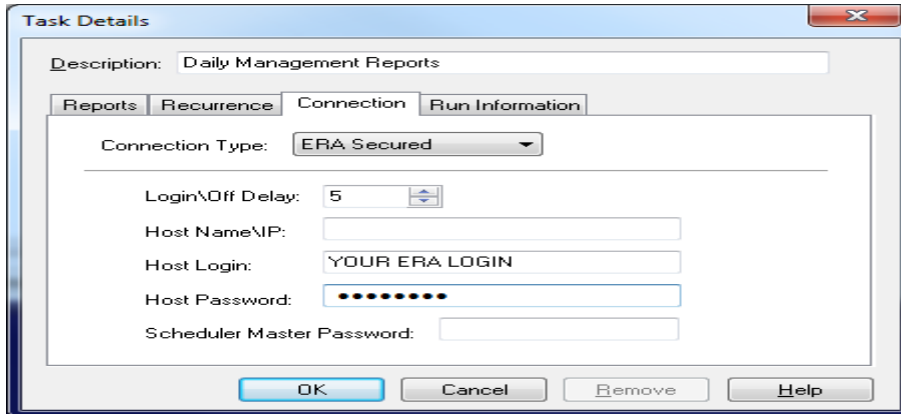 Task Details
Description: Daily Management Reports
Reports Recurrence Connection Run Information
Connection Type: ERA Secured
Login\Off Delay: 5
Host Name\IP:
Host Login: YOUR ERA LOGIN
Host Password: ●●●●●●●●
Scheduler Master Password:
OK Cancel Remove Help